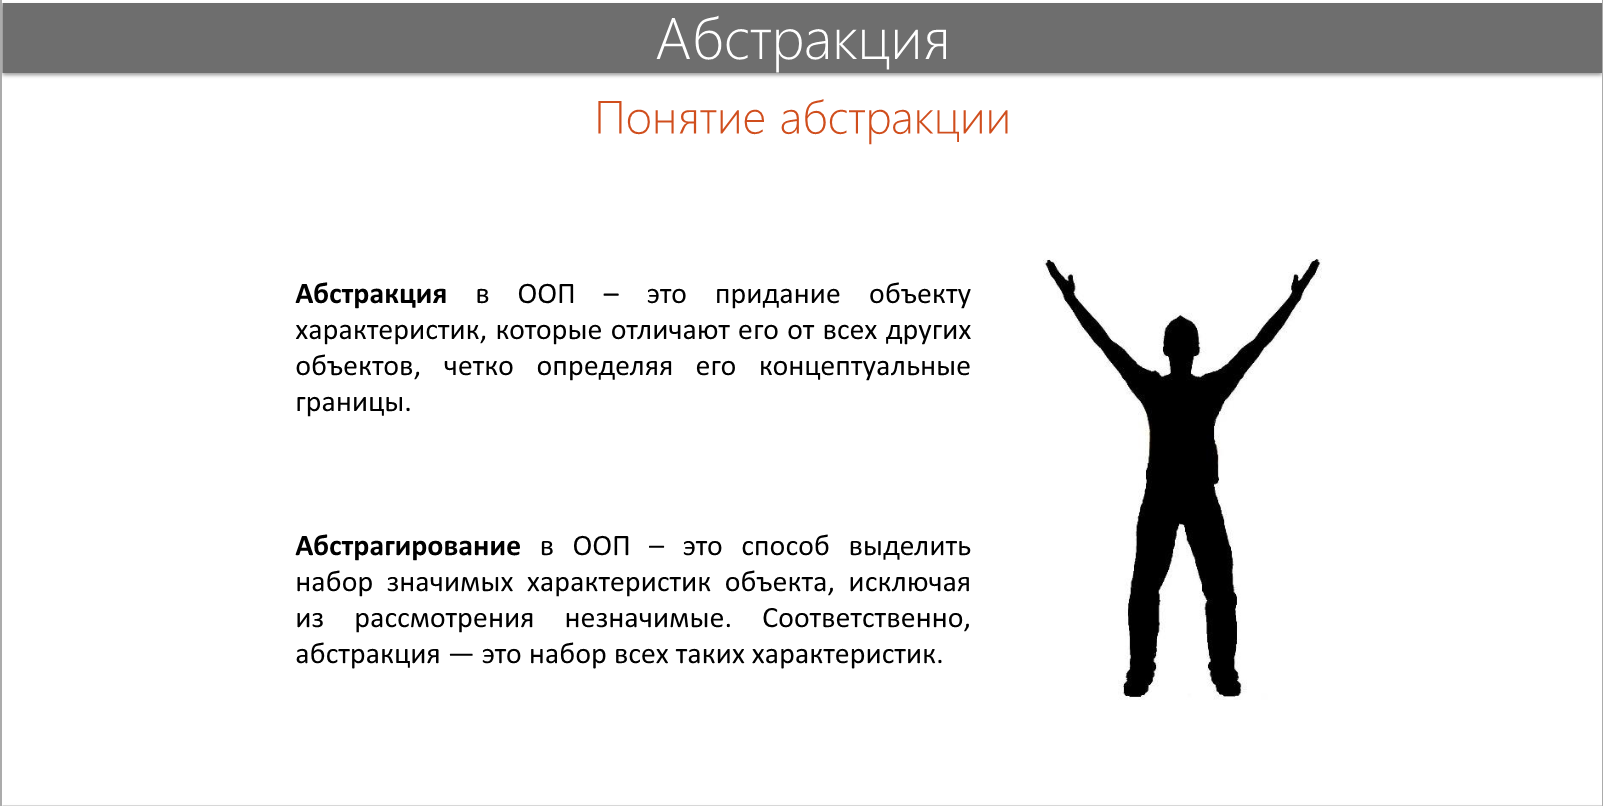 Абстракция
Понятие абстракции
Абстракция в ООП – это придание объекту
характеристик, которые отличают его от всех других
объектов, четко определяя его концептуальные
границы.
Абстрагирование в ООП – это способ выделить
набор значимых характеристик объекта, исключая
из рассмотрения незначимые. Соответственно,
абстракция — это набор всех таких характеристик.